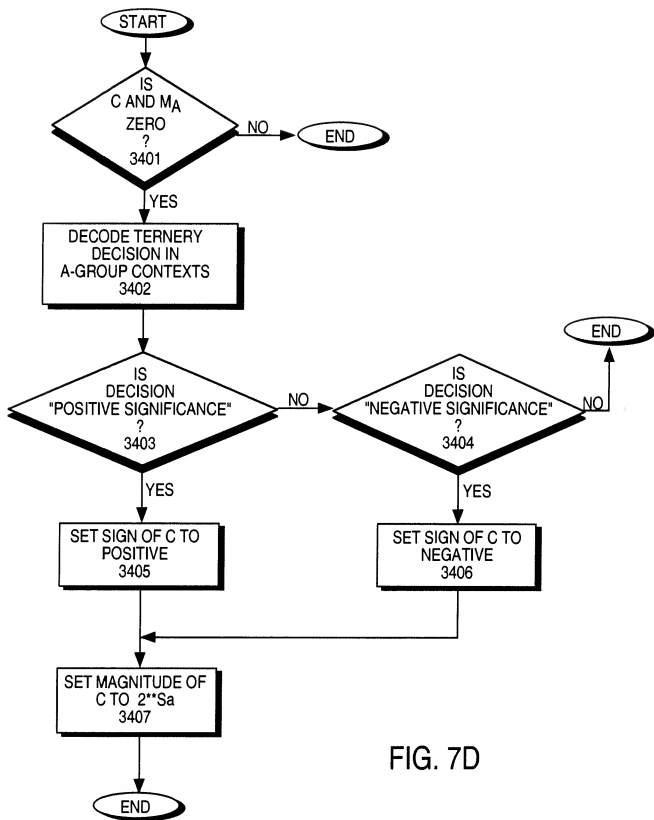 START
IS
C AND MA
ZERO
?
3401
NO
END
YES
DECODE TERNERY
DECISION IN
A-GROUP CONTEXTS
3402
END
IS
DECISION
"POSITIVE SIGNIFICANCE"
?
3403
NO
IS
DECISION
"NEGATIVE SIGNIFICANCE"
?
3404
NO
YES
YES
SET SIGN OF C TO
POSITIVE
3405
SET SIGN OF C TO
NEGATIVE
3406
SET MAGNITUDE OF
C TO 2**Sa
3407
END
FIG. 7D